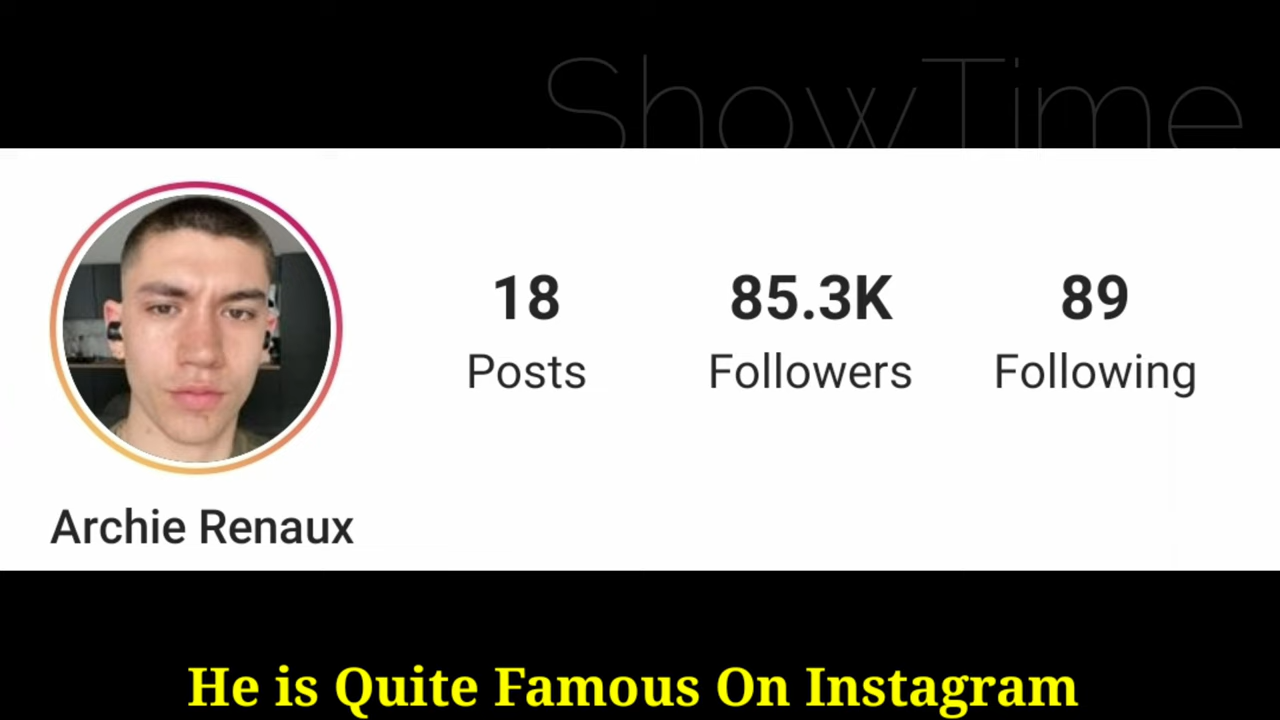 ShowTime
18 85.3K 89
Posts Followers Following
Archie Renaux
He is Quite Famous On Instagram